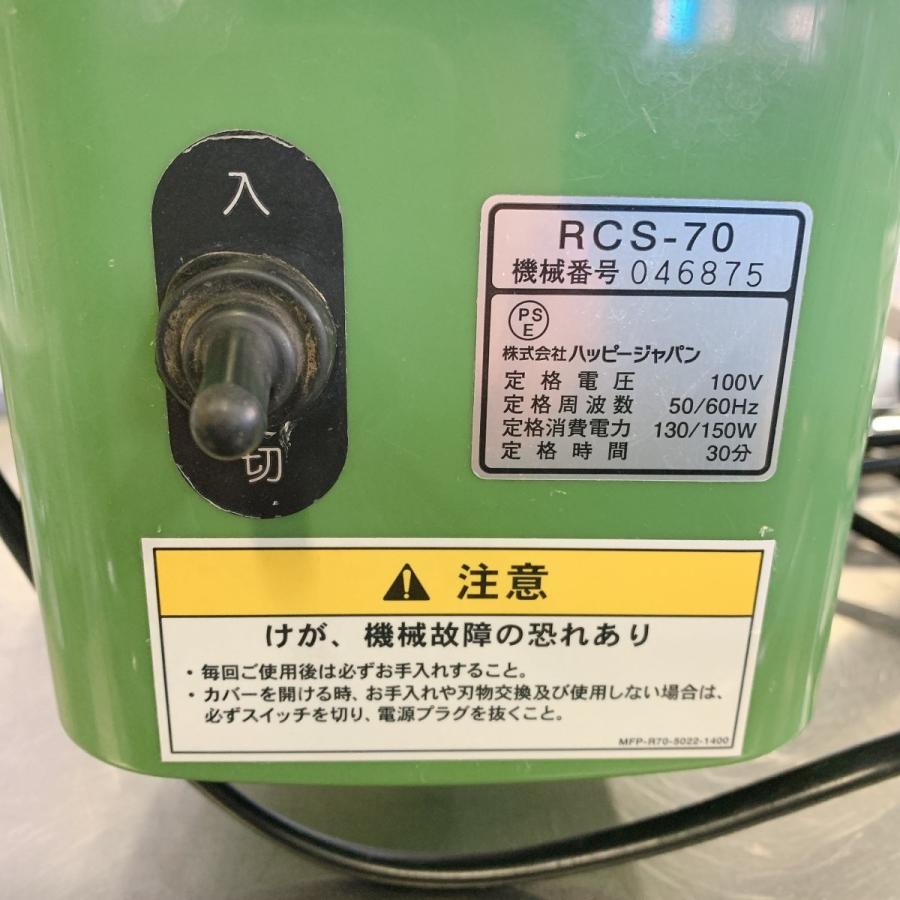 入
切
RCS-70
機械番号 046875
PS
E
株式会社ハッピージャパン
定格電圧 100V
定格周波数 50/60Hz
定格消費電力 130/150W
定格時間 30分
注意
けが、機械故障の恐れあり
・毎回ご使用後は必ずお手入れすること。
・カバーを開ける時、お手入れや刃物交換及び使用しない場合は、
必ずスイッチを切り、電源プラグを抜くこと。
MFP-R70-5022-1400